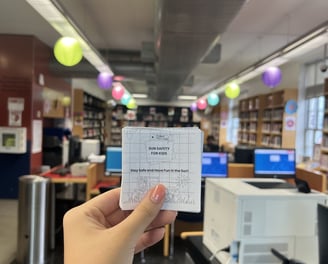 SUN SAFETY
FOR KIDS
Stay Safe and Have Fun in the Sun!